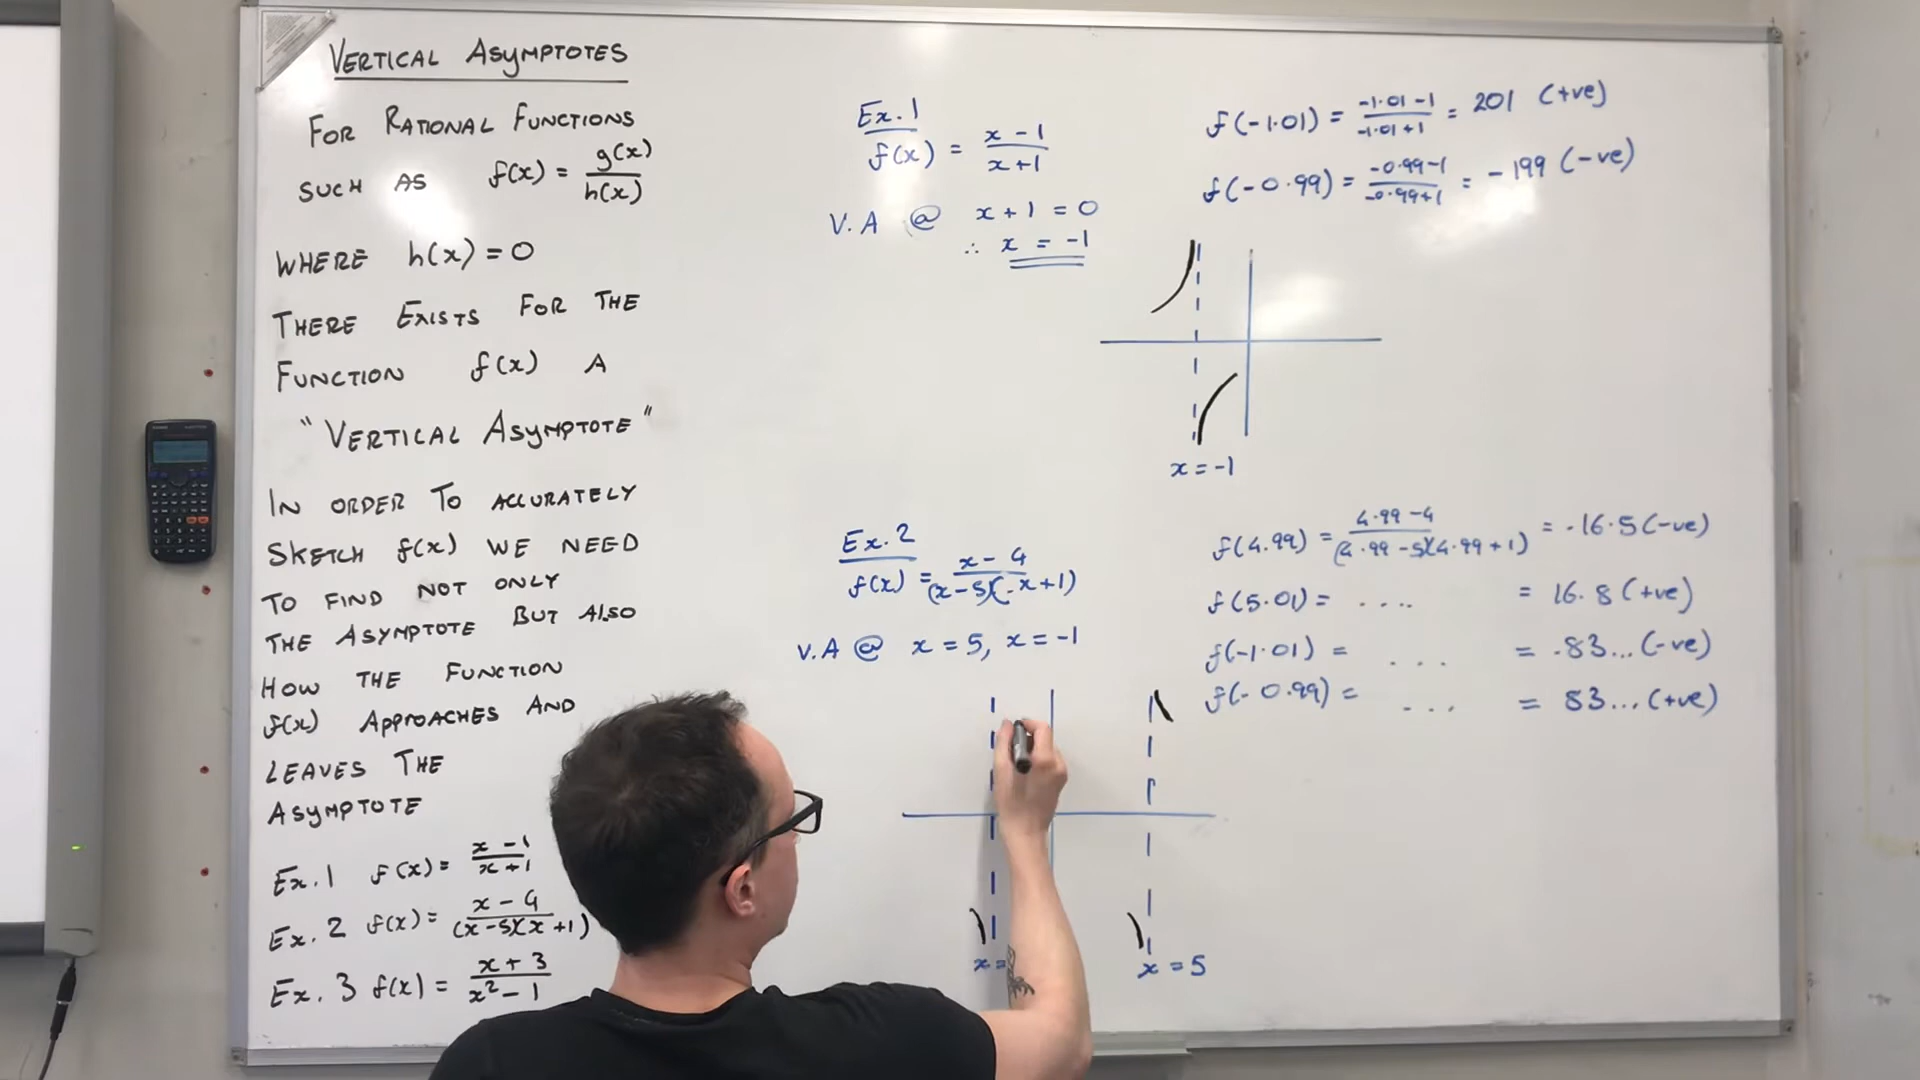 VERTICAL ASYMPTOTES
FOR RATIONAL FUNCTIONS
SUCH AS f(x) = g(x)/h(x)
WHERE h(x) = 0
THERE EXISTS FOR THE
FUNCTION f(x) A
"VERTICAL ASYMPTOTE"
IN ORDER TO ACCURATELY
SKETCH f(x) WE NEED
TO FIND NOT ONLY
THE ASYMPTOTE BUT ALSO
HOW THE FUNCTION
f(x) APPROACHES AND
LEAVES THE
ASYMPTOTE
Ex. 1 f(x) = x - 1/x + 1
Ex. 2 f(x) = x - 4/(x - 5)(x + 1)
Ex. 3 f(x) = x + 3/x² - 1
Ex. 1
f(x) = x - 1/x + 1
V.A @ x + 1 = 0
∴ x = -1
f(-1.01) = -1.01 - 1/-1.01 + 1 = 201 (+ve)
f(-0.99) = -0.99 - 1/-0.99 + 1 = -199 (-ve)
x = -1
Ex. 2
f(x) = x - 4/(x - 5)(x + 1)
V.A @ x = 5, x = -1
f(4.99) = 4.99 - 4/(4.99 - 5)(4.99 + 1) = -16.5 (-ve)
f(5.01) = .... = 16.8 (+ve)
f(-1.01) = ... = -83... (-ve)
f(-0.99) = ... = 83... (+ve)
x =
x = 5